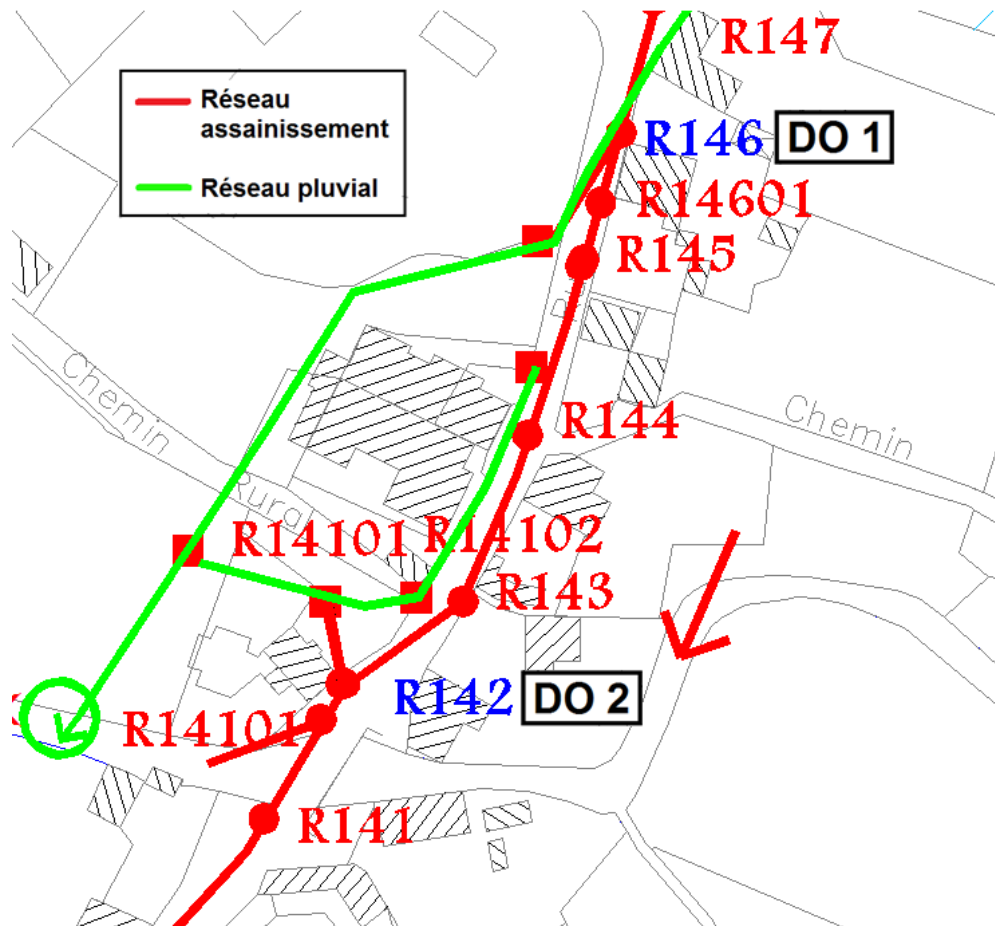 R147
Réseau
assainissement
Réseau pluvial
R146 DO 1
R14601
R145
Chemin
R144
Chemin
Rural
R14101 R14102
R143
R142 DO 2
R14101
R141